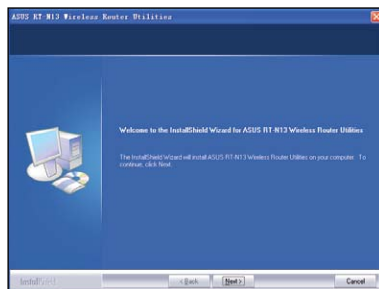 ASUS RT-N13 Wireless Router Utilities
Welcome to the InstallShield Wizard for ASUS RT-N13 Wireless Router Utilities
The InstallShield Wizard will install ASUS RT-N13 Wireless Router Utilities on your computer. To
continue, click Next.
InstallShield
< Back
Next >
Cancel